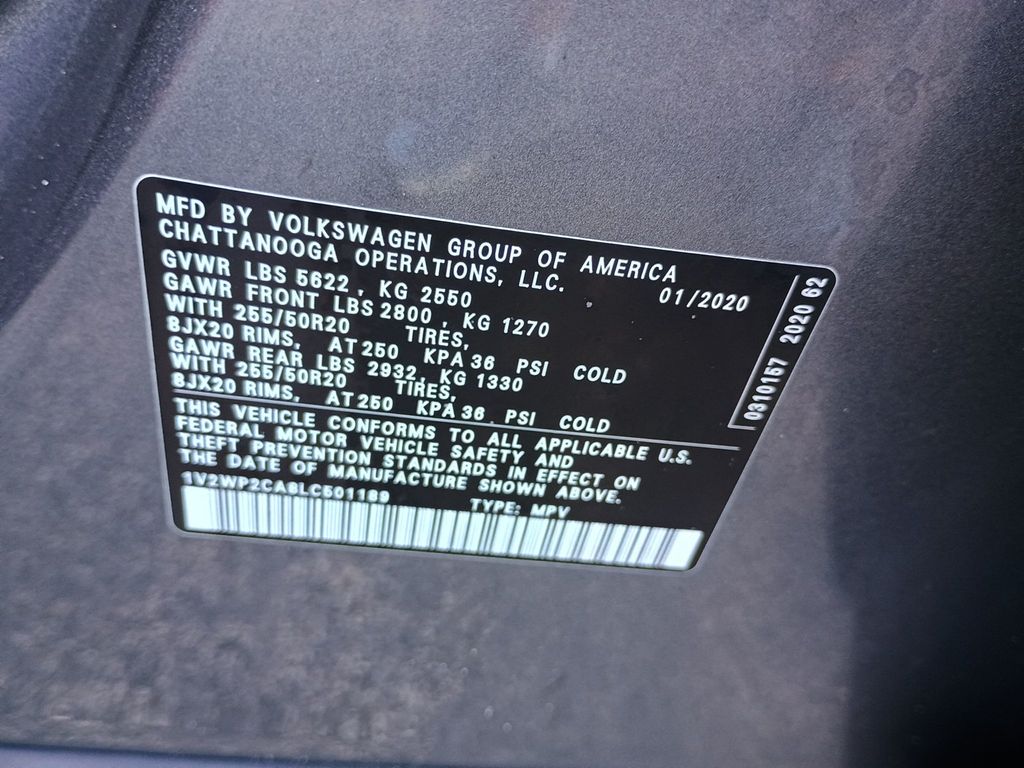 MFD BY VOLKSWAGEN GROUP OF AMERICA
CHATTANOOGA OPERATIONS, LLC.
GVWR LBS 5622, KG 2550 01/2020
GAWR FRONT LBS 2800, KG 1270
WITH 255/50R20 TIRES,
8JX20 RIMS, AT 250 KPA 36 PSI COLD
GAWR REAR LBS 2932, KG 1330
WITH 255/50R20 TIRES,
8JX20 RIMS, AT 250 KPA 36 PSI COLD
THIS VEHICLE CONFORMS TO ALL APPLICABLE U.S.
FEDERAL MOTOR VEHICLE SAFETY AND
THEFT PREVENTION STANDARDS IN EFFECT ON
THE DATE OF MANUFACTURE SHOWN ABOVE.
TYPE: MPV
0310157 2020 62